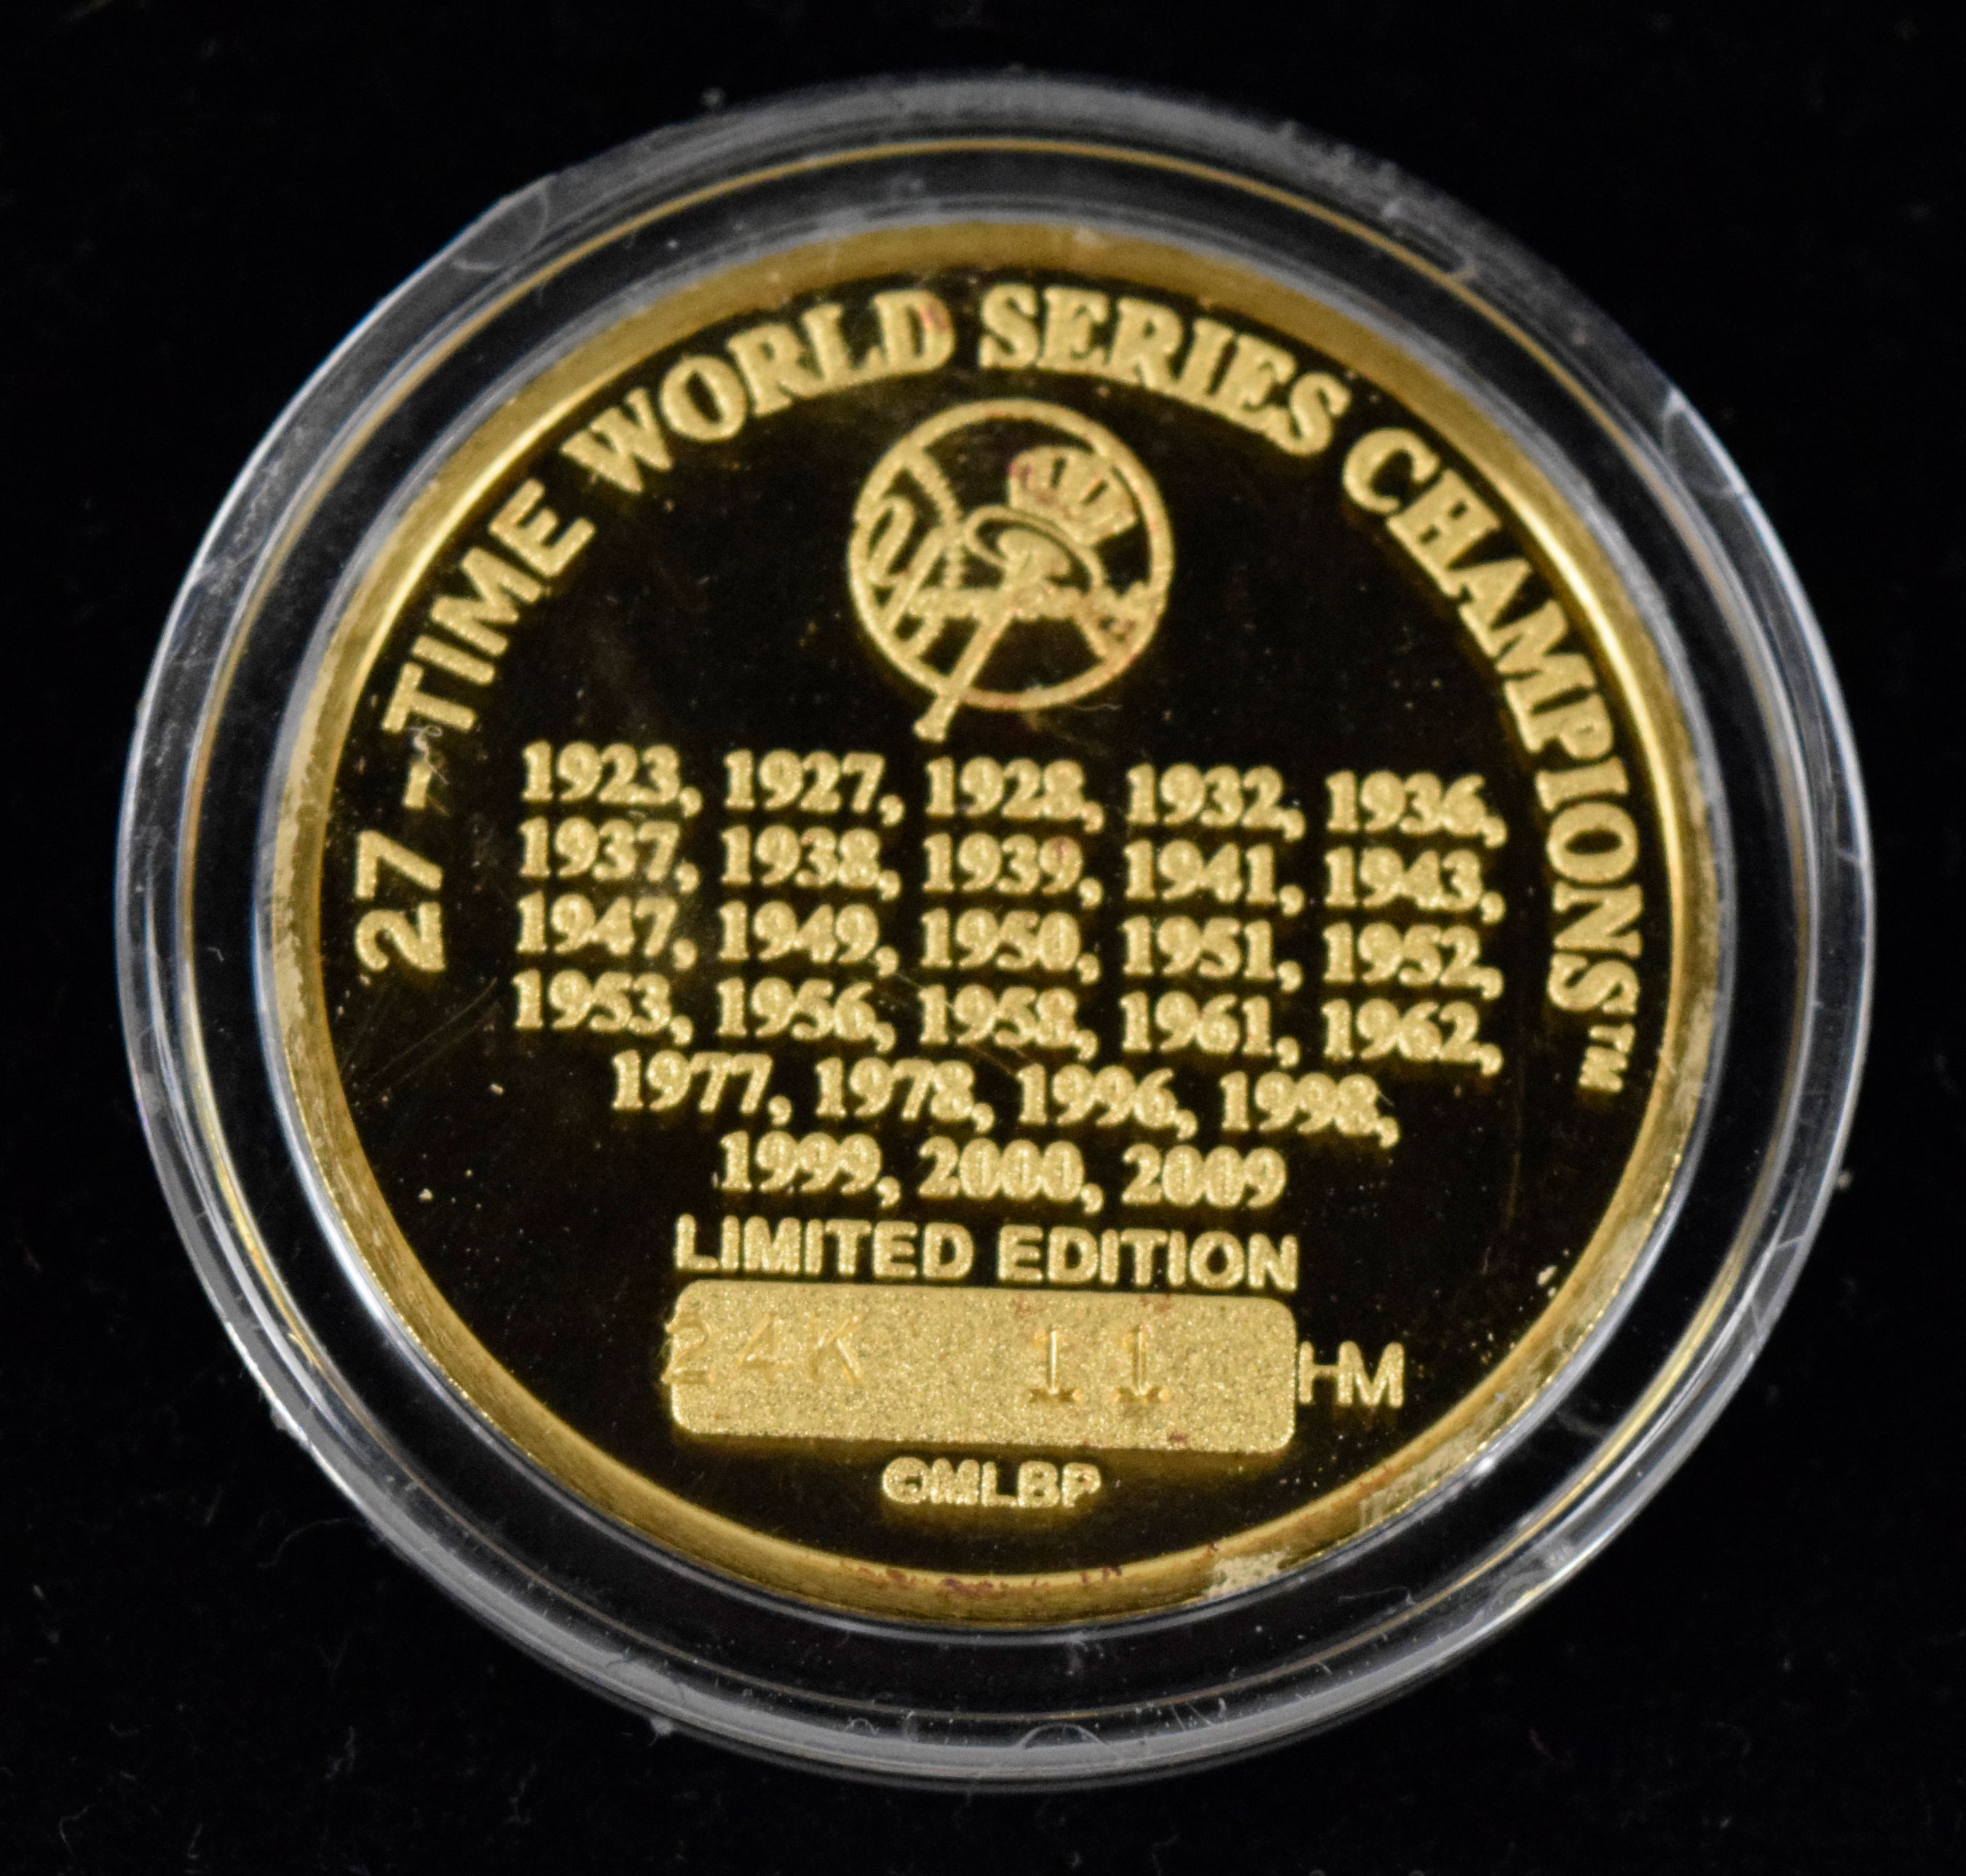 27 - TIME WORLD SERIES CHAMPIONS™
1923, 1927, 1928, 1932, 1936,
1937, 1938, 1939, 1941, 1943,
1947, 1949, 1950, 1951, 1952,
1953, 1956, 1958, 1961, 1962,
1977, 1978, 1996, 1998,
1999, 2000, 2009
LIMITED EDITION
24K 11 HM
©MLBP